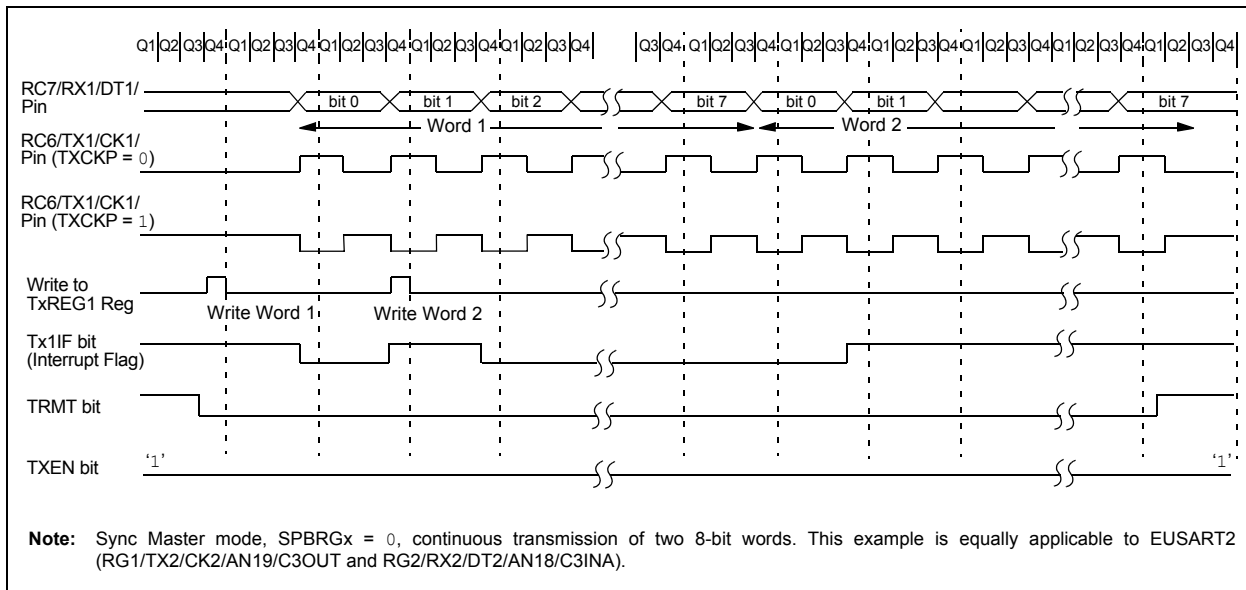 Q1|Q2|Q3|Q4|Q1|Q2|Q3|Q4|Q1|Q2|Q3|Q4|Q1|Q2|Q3|Q4|Q1|Q2|Q3|Q4| |Q3|Q4|Q1|Q2|Q3|Q4|Q1|Q2|Q3|Q4|Q1|Q2|Q3|Q4|Q1|Q2|Q3|Q4|Q1|Q2|Q3|Q4|Q1|Q2|Q3|Q4
RC7/RX1/DT1/
Pin
bit 0 bit 1 bit 2 bit 7 bit 0 bit 1 bit 7
Word 1 Word 2
RC6/TX1/CK1/
Pin (TXCKP = 0)
RC6/TX1/CK1/
Pin (TXCKP = 1)
Write to
TxREG1 Reg
Write Word 1 Write Word 2
Tx1IF bit
(Interrupt Flag)
TRMT bit
TXEN bit
‘1’ ‘1’
Note: Sync Master mode, SPBRGx = 0, continuous transmission of two 8-bit words. This example is equally applicable to EUSART2
(RG1/TX2/CK2/AN19/C3OUT and RG2/RX2/DT2/AN18/C3INA).